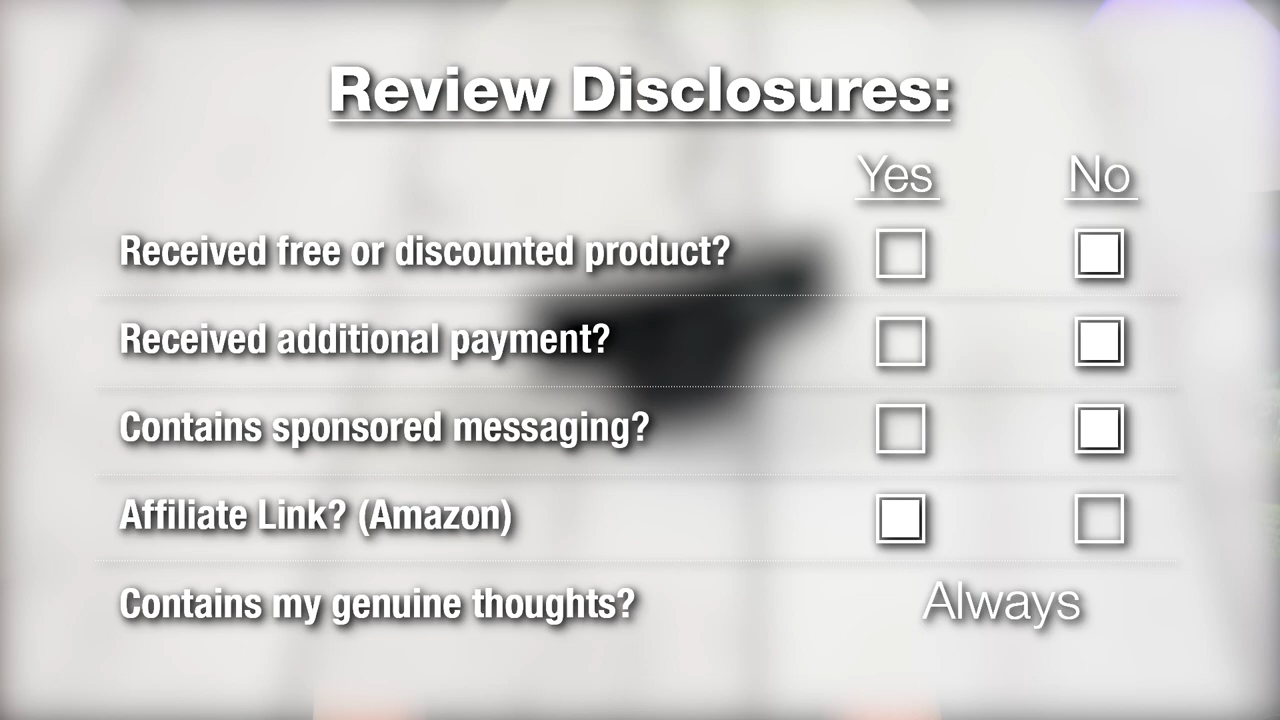 Review Disclosures:
Yes No
Received free or discounted product?
Received additional payment?
Contains sponsored messaging?
Affiliate Link? (Amazon)
Contains my genuine thoughts? Always